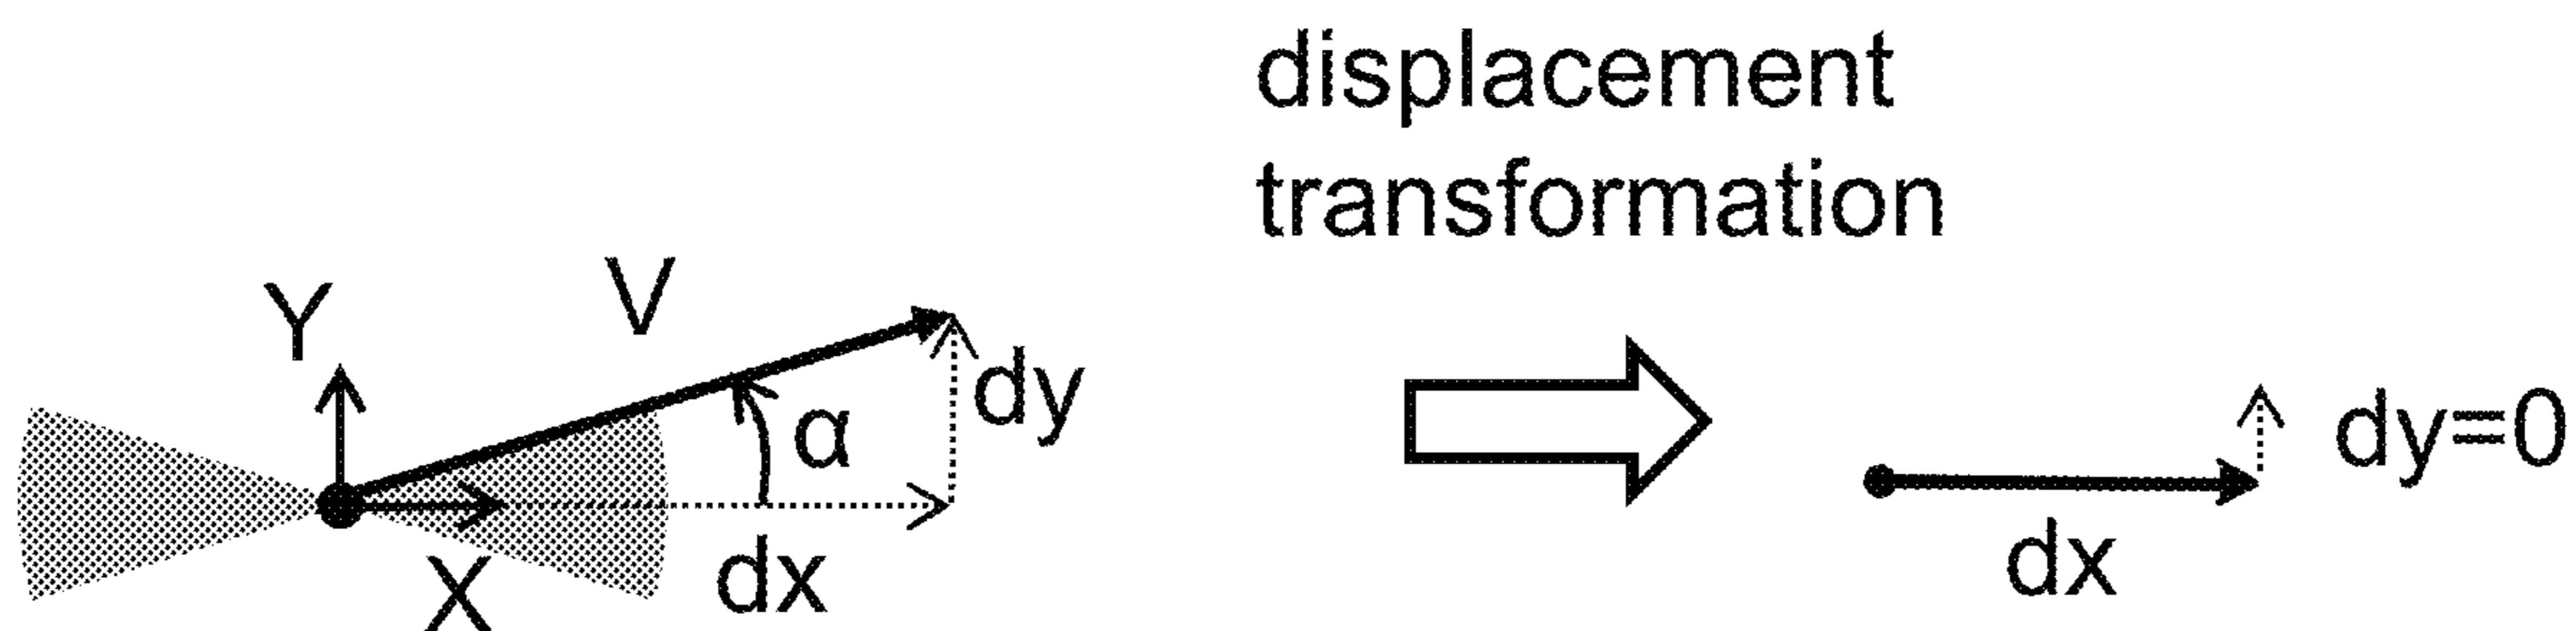 displacement
transformation
Y
V
dy
α
X
dx
dy=0
dx